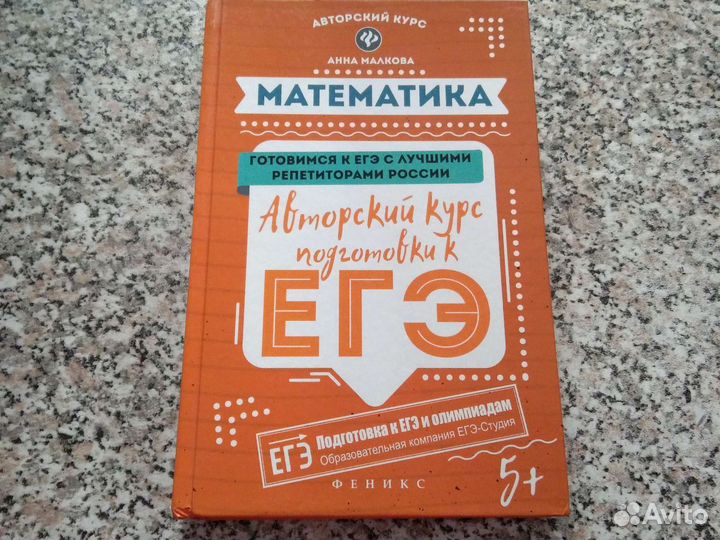 АВТОРСКИЙ КУРС
АННА МАЛКОВА
МАТЕМАТИКА
ГОТОВИМСЯ К ЕГЭ С ЛУЧШИМИ
РЕПЕТИТОРАМИ РОССИИ
Авторский курс
подготовки к
ЕГЭ
ЕГЭ
Подготовка к ЕГЭ и олимпиадам
Образовательная компания ЕГЭ-Студия
5+
ФЕНИКС
Avito